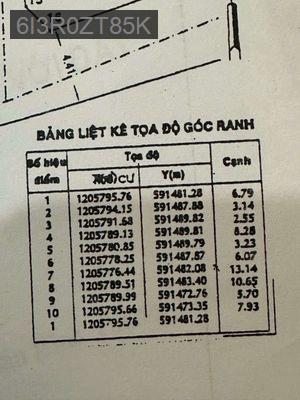 6I3R0ZT85K
4.41
BẢNG LIỆT KÊ TỌA ĐỘ GÓC RANH
Số hiệu điểm Tọa độ Cạnh
Y(m)
1 1205795.76 591481.28 6.79
2 1205794.15 591487.88 3.14
3 1205791.68 591489.82 2.55
4 1205789.13 591489.81 8.28
5 1205780.85 591489.79 3.23
6 1205778.25 591487.87 6.07
7 1205776.44 591482.08 13.14
8 1205789.51 591483.40 10.65
9 1205789.99 591472.76 5.70
10 1205795.66 591473.35 7.93
1 1205795.76 591481.28